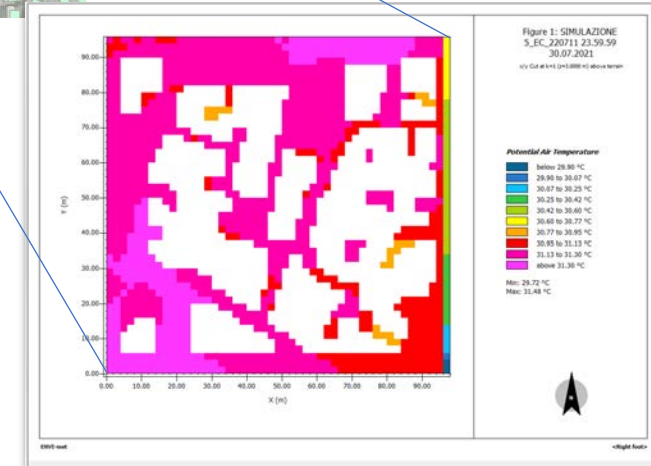 Figure 1: SIMULAZIONE
5_EC_220711 23.59.59
30.07.2021
x/y Cut at k=1 (z=1.0000 m) above terrain
90.00
80.00
70.00
60.00
50.00
40.00
30.00
20.00
10.00
0.00
Y (m)
0.00 10.00 20.00 30.00 40.00 50.00 60.00 70.00 80.00 90.00
X (m)
Potential Air Temperature
below 29.90 °C
29.90 to 30.07 °C
30.07 to 30.25 °C
30.25 to 30.42 °C
30.42 to 30.60 °C
30.60 to 30.77 °C
30.77 to 30.95 °C
30.95 to 31.13 °C
31.13 to 31.30 °C
above 31.30 °C
Min: 29.72 °C
Max: 31.48 °C
N
ENVI-met
<Right foot>